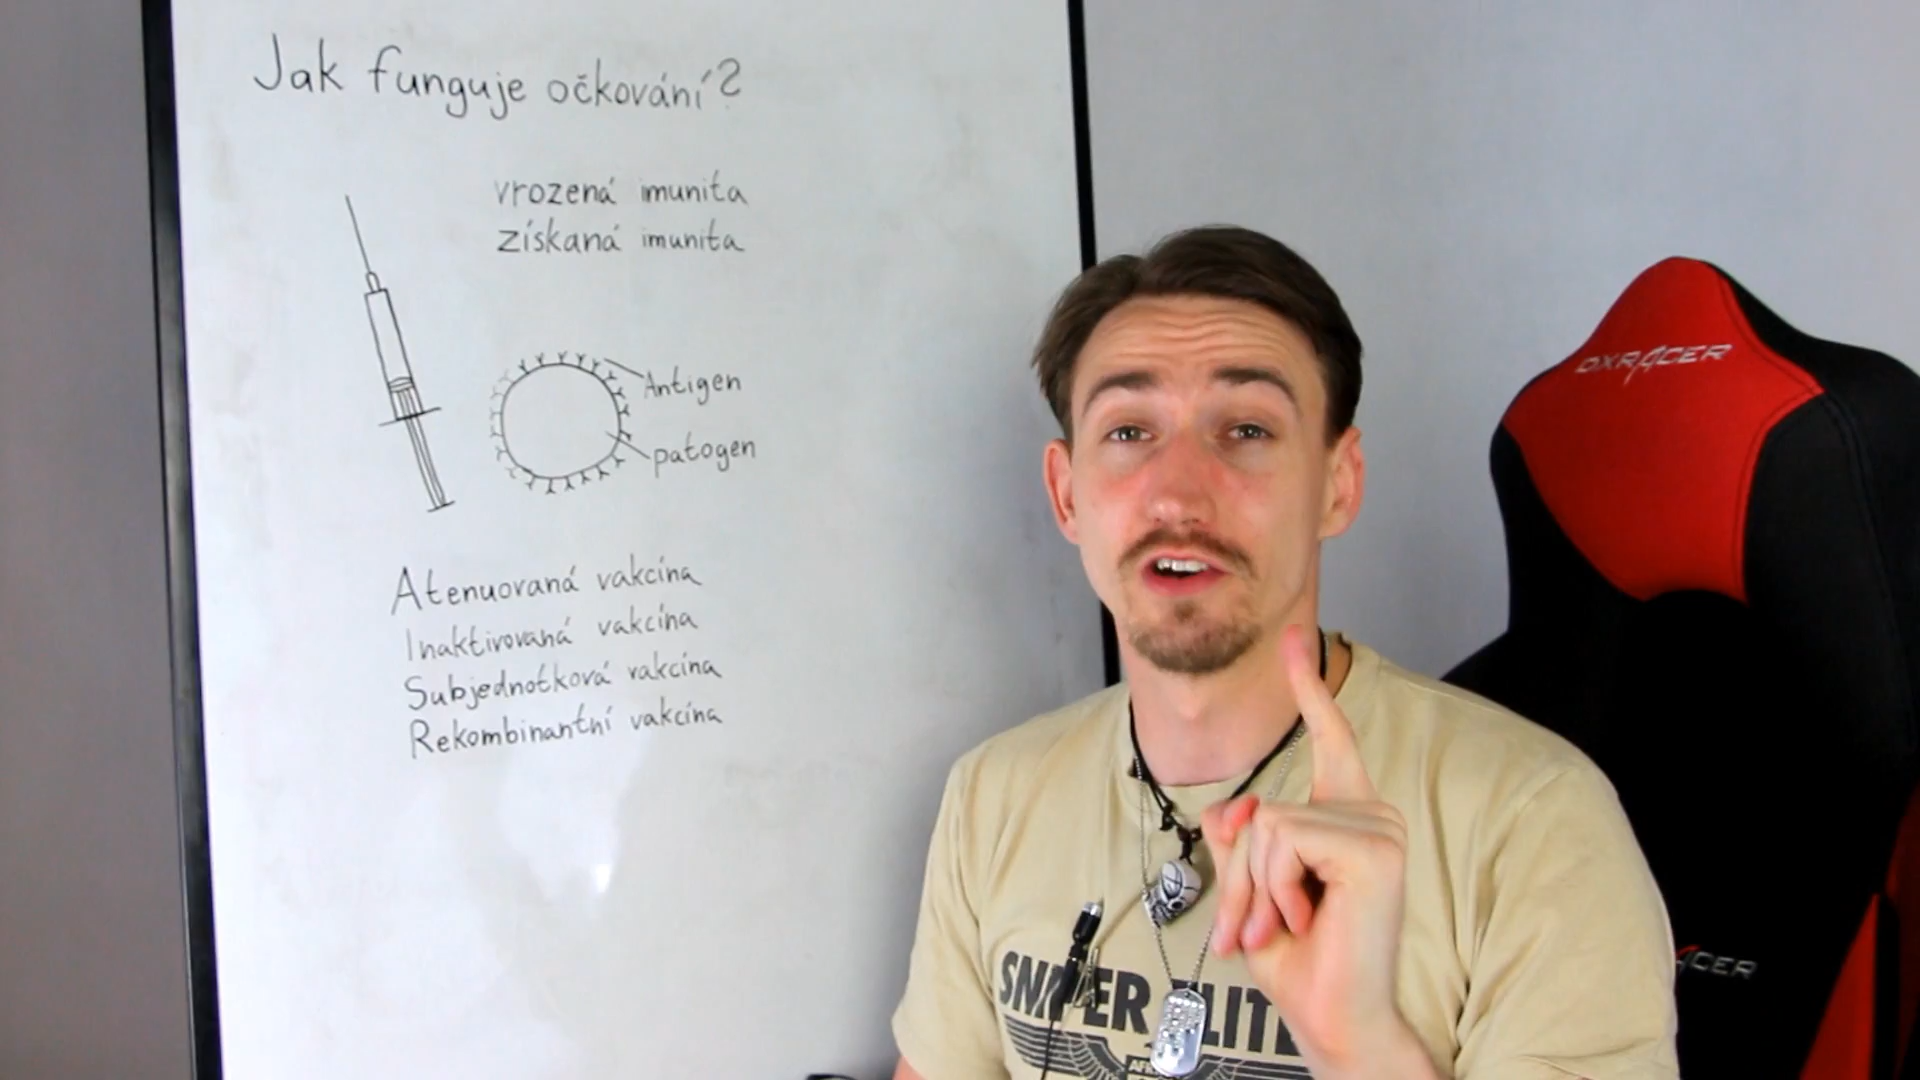 Jak funguje očkování?
vrozená imunita
získaná imunita
Antigen
patogen
Atenuovaná vakcína
Inaktivovaná vakcína
Subjednotková vakcína
Rekombinantní vakcína
DXRACER
SNIPER ELITE